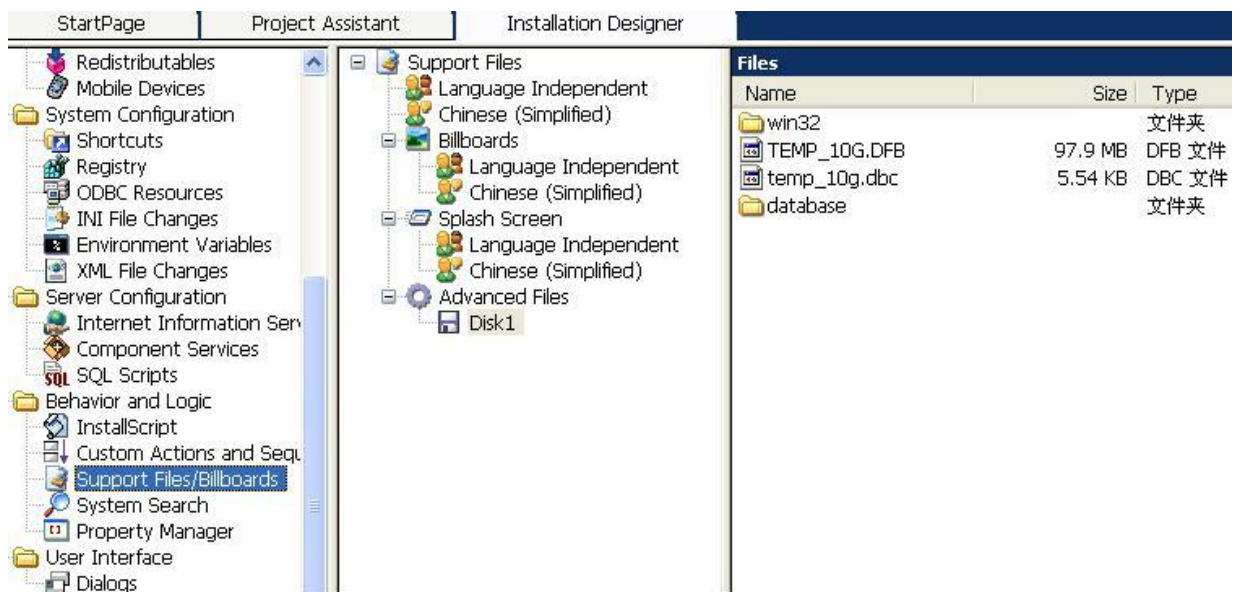 StartPage
Project Assistant
Installation Designer
Redistributables
Mobile Devices
System Configuration
Shortcuts
Registry
ODBC Resources
INI File Changes
Environment Variables
XML File Changes
Server Configuration
Internet Information Serv
Component Services
SQL Scripts
Behavior and Logic
InstallScript
Custom Actions and Sequ
Support Files/Billboards
System Search
Property Manager
User Interface
Dialogs
Support Files
Language Independent
Chinese (Simplified)
Billboards
Language Independent
Chinese (Simplified)
Splash Screen
Language Independent
Chinese (Simplified)
Advanced Files
Disk1
Files
Name Size Type
win32 文件夹
TEMP_10G.DFB 97.9 MB DFB 文件
temp_10g.dbc 5.54 KB DBC 文件
database 文件夹